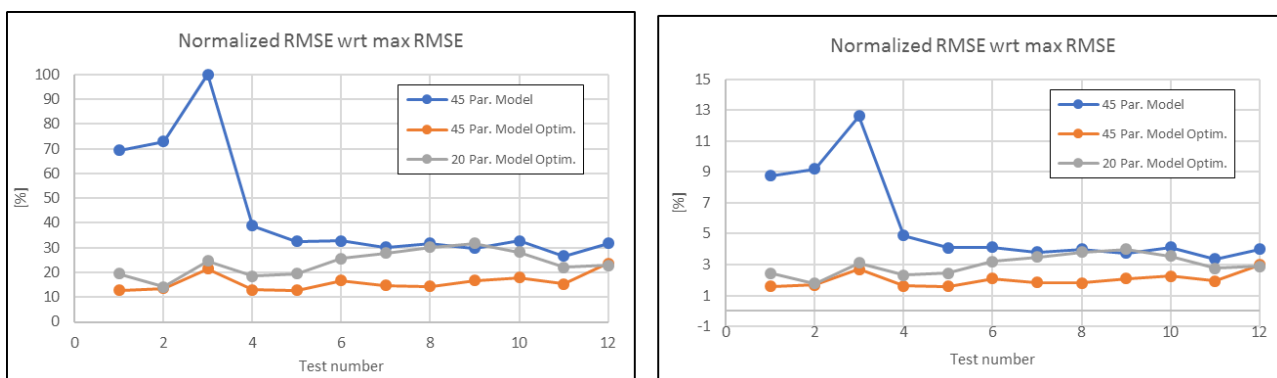 Normalized RMSE wrt max RMSE
100
90
80
70
60
50
40
30
20
10
0
[%]
0 2 4 6 8 10 12
Test number
45 Par. Model
45 Par. Model Optim.
20 Par. Model Optim.
Normalized RMSE wrt max RMSE
15
13
11
9
7
5
3
1
-1
[%]
0 2 4 6 8 10 12
Test number
45 Par. Model
45 Par. Model Optim.
20 Par. Model Optim.